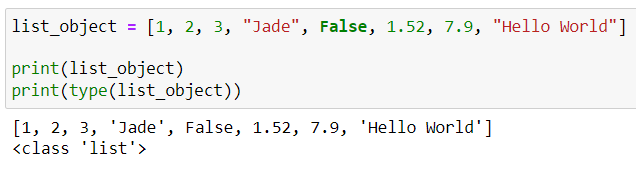 list_object = [1, 2, 3, "Jade", False, 1.52, 7.9, "Hello World"]
print(list_object)
print(type(list_object))
[1, 2, 3, 'Jade', False, 1.52, 7.9, 'Hello World']
<class 'list'>